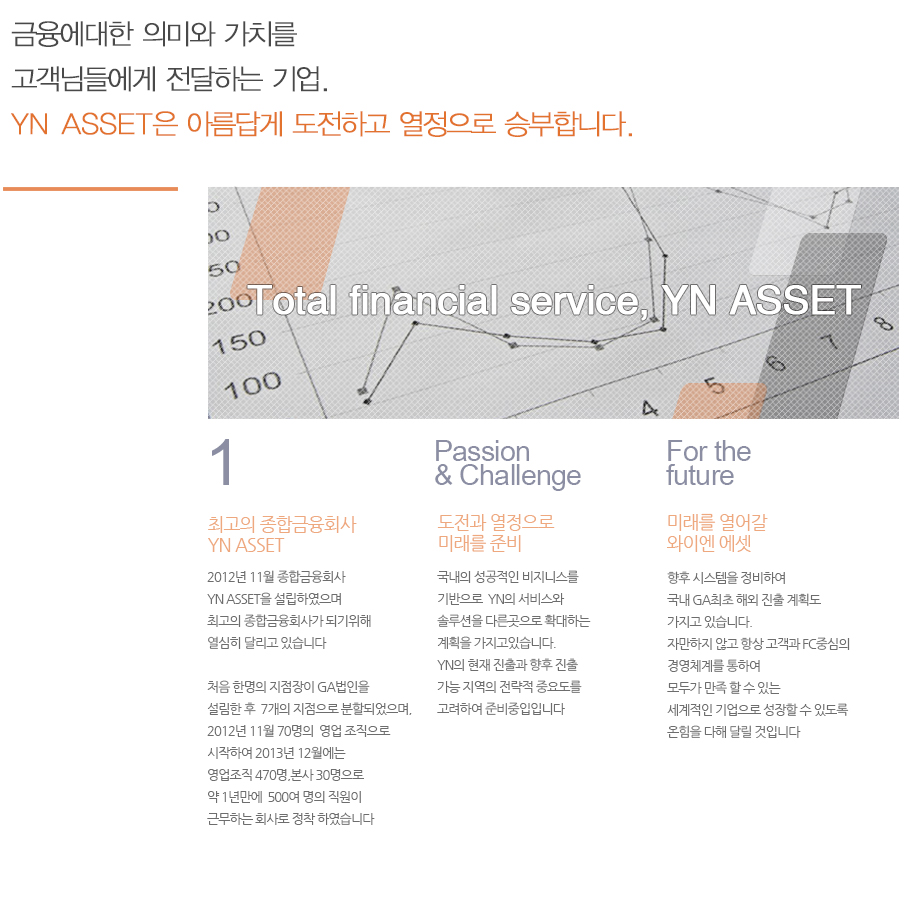 금융에대한 의미와 가치를
고객님들에게 전달하는 기업.
YN ASSET은 아름답게 도전하고 열정으로 승부합니다.
50
200
150
100
4
5
6
7
8
Total financial service, YN ASSET
1
최고의 종합금융회사
YN ASSET
2012년 11월 종합금융회사
YN ASSET을 설립하였으며
최고의 종합금융회사가 되기위해
열심히 달리고 있습니다
처음 한명의 지점장이 GA법인을
설림한 후 7개의 지점으로 분할되었으며,
2012년 11월 70명의 영업 조직으로
시작하여 2013년 12월에는
영업조직 470명,본사 30명으로
약 1년만에 500여 명의 직원이
근무하는 회사로 정착 하였습니다
Passion
& Challenge
도전과 열정으로
미래를 준비
국내의 성공적인 비지니스를
기반으로 YN의 서비스와
솔루션을 다른곳으로 확대하는
계획을 가지고있습니다.
YN의 현재 진출과 향후 진출
가능 지역의 전략적 중요도를
고려하여 준비중입입니다
For the
future
미래를 열어갈
와이엔 에셋
향후 시스템을 정비하여
국내 GA최초 해외 진출 계획도
가지고 있습니다.
자만하지 않고 항상 고객과 FC중심의
경영체계를 통하여
모두가 만족 할 수 있는
세계적인 기업으로 성장할 수 있도록
온힘을 다해 달릴 것입니다